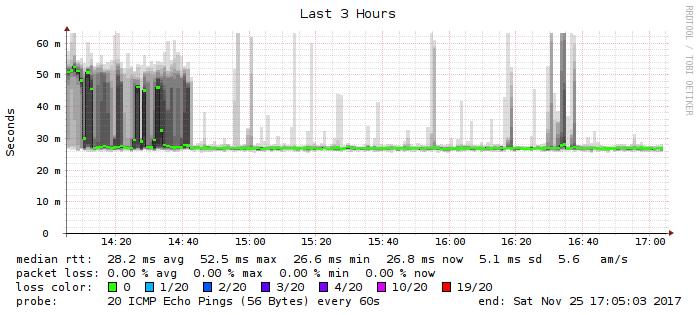 Last 3 Hours
RRDTOOL / TOBI OETIKER
Seconds
60 m
50 m
40 m
30 m
20 m
10 m
0
14:20 14:40 15:00 15:20 15:40 16:00 16:20 16:40 17:00
median rtt: 28.2 ms avg 52.5 ms max 26.6 ms min 26.8 ms now 5.1 ms sd 5.6 am/s
packet loss: 0.00 % avg 0.00 % max 0.00 % min 0.00 % now
loss color: 0 1/20 2/20 3/20 4/20 10/20 19/20
probe: 20 ICMP Echo Pings (56 Bytes) every 60s end: Sat Nov 25 17:05:03 2017